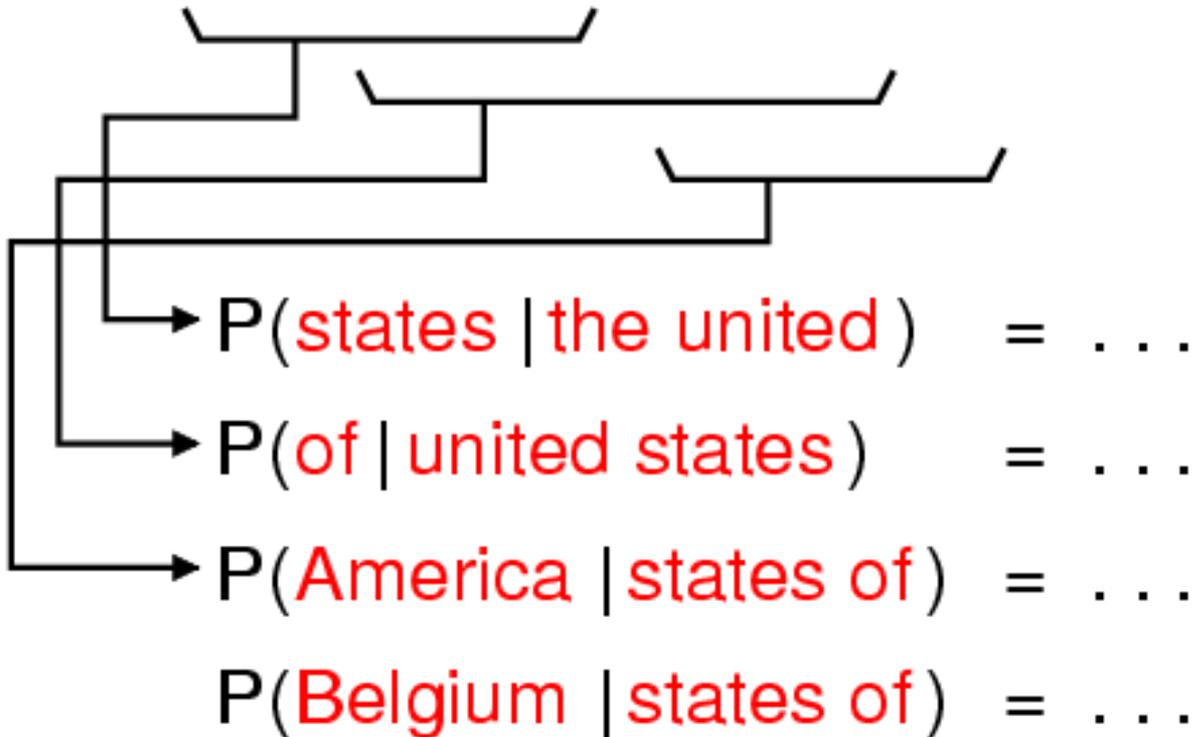 P(states | the united) = ...
P(of | united states) = ...
P(America | states of) = ...
P(Belgium | states of) = ...